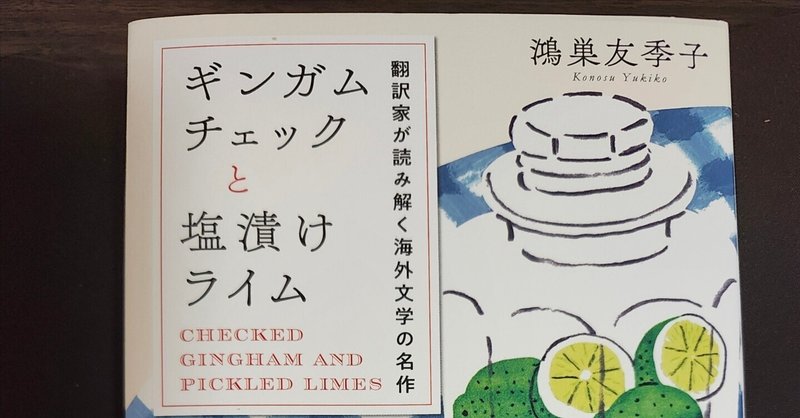 鴻巣友季子
Konosu Yukiko
翻訳家が読み解く海外文学の名作
ギンガム
チェック
と
塩漬け
ライム
CHECKED
GINGHAM AND
PICKLED LIMES